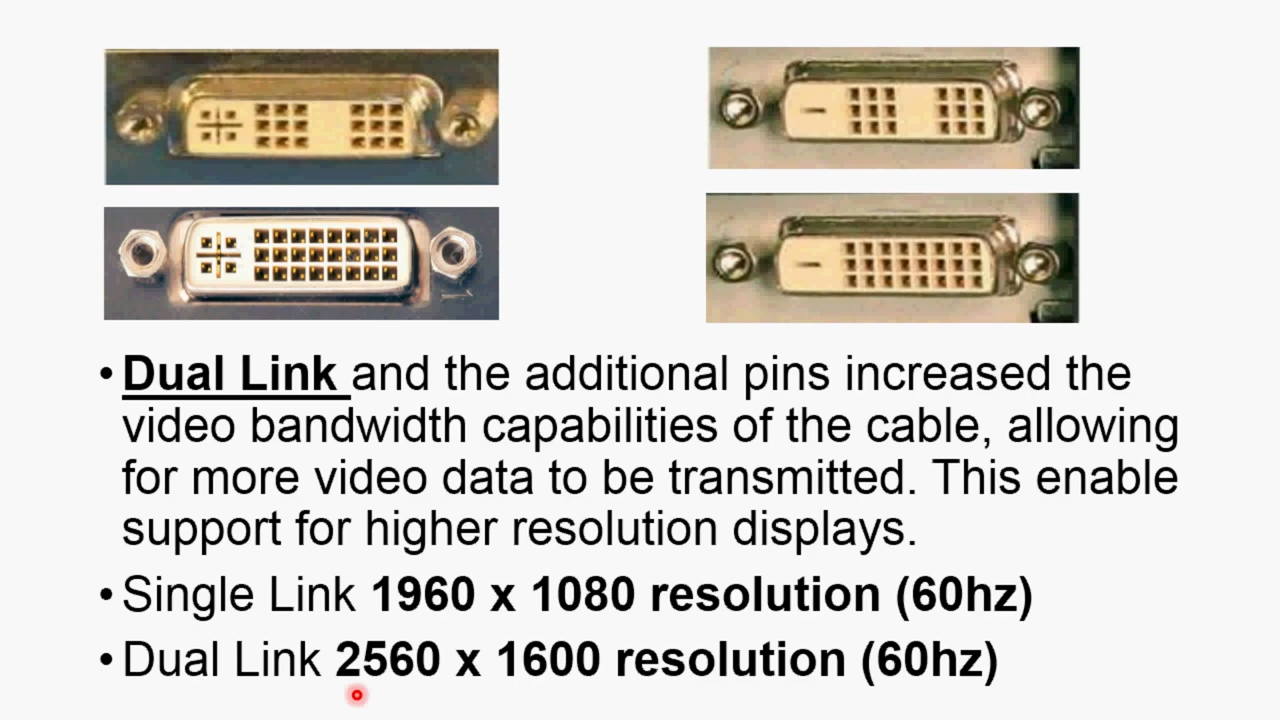 • Dual Link and the additional pins increased the
video bandwidth capabilities of the cable, allowing
for more video data to be transmitted. This enable
support for higher resolution displays.
• Single Link 1960 x 1080 resolution (60hz)
• Dual Link 2560 x 1600 resolution (60hz)